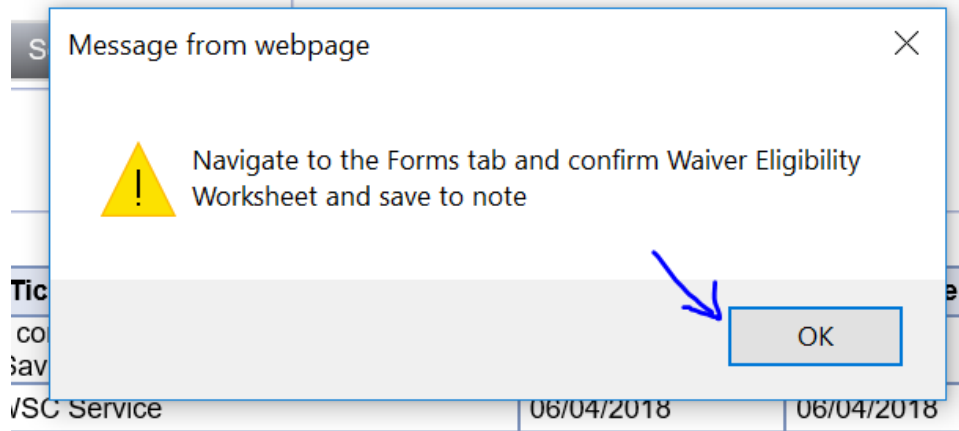 S
Message from webpage
Navigate to the Forms tab and confirm Waiver Eligibility
Worksheet and save to note
Tic
e
OK
WSC Service 06/04/2018 06/04/2018